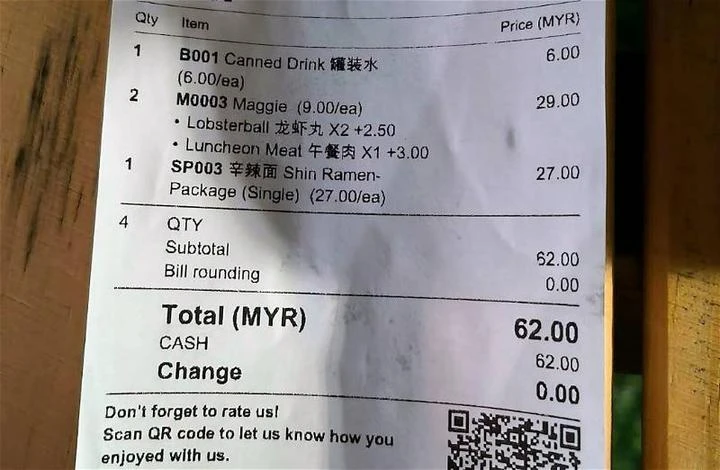 Qty Item Price (MYR)
1 B001 Canned Drink 罐装水 6.00
(6.00/ea)
2 M0003 Maggie (9.00/ea) 29.00
• Lobsterball 龙虾丸 X2 +2.50
• Luncheon Meat 午餐肉 X1 +3.00
1 SP003 辛辣面 Shin Ramen- 27.00
Package (Single) (27.00/ea)
4 QTY
Subtotal 62.00
Bill rounding 0.00
Total (MYR) 62.00
CASH 62.00
Change 0.00
Don't forget to rate us!
Scan QR code to let us know how you
enjoyed with us.